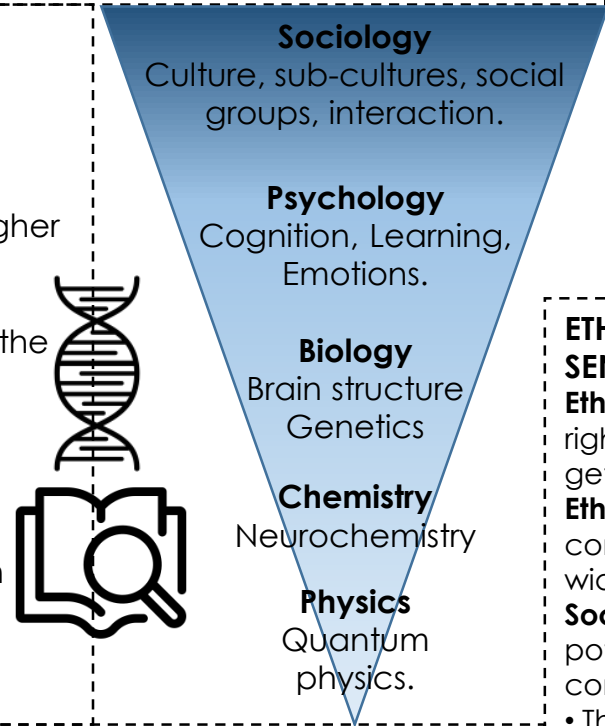 Sociology
Culture, sub-cultures, social
groups, interaction.
Psychology
Cognition, Learning,
Emotions.
Biology
Brain structure
Genetics
Chemistry
Neurochemistry
Physics
Quantum
physics.
the